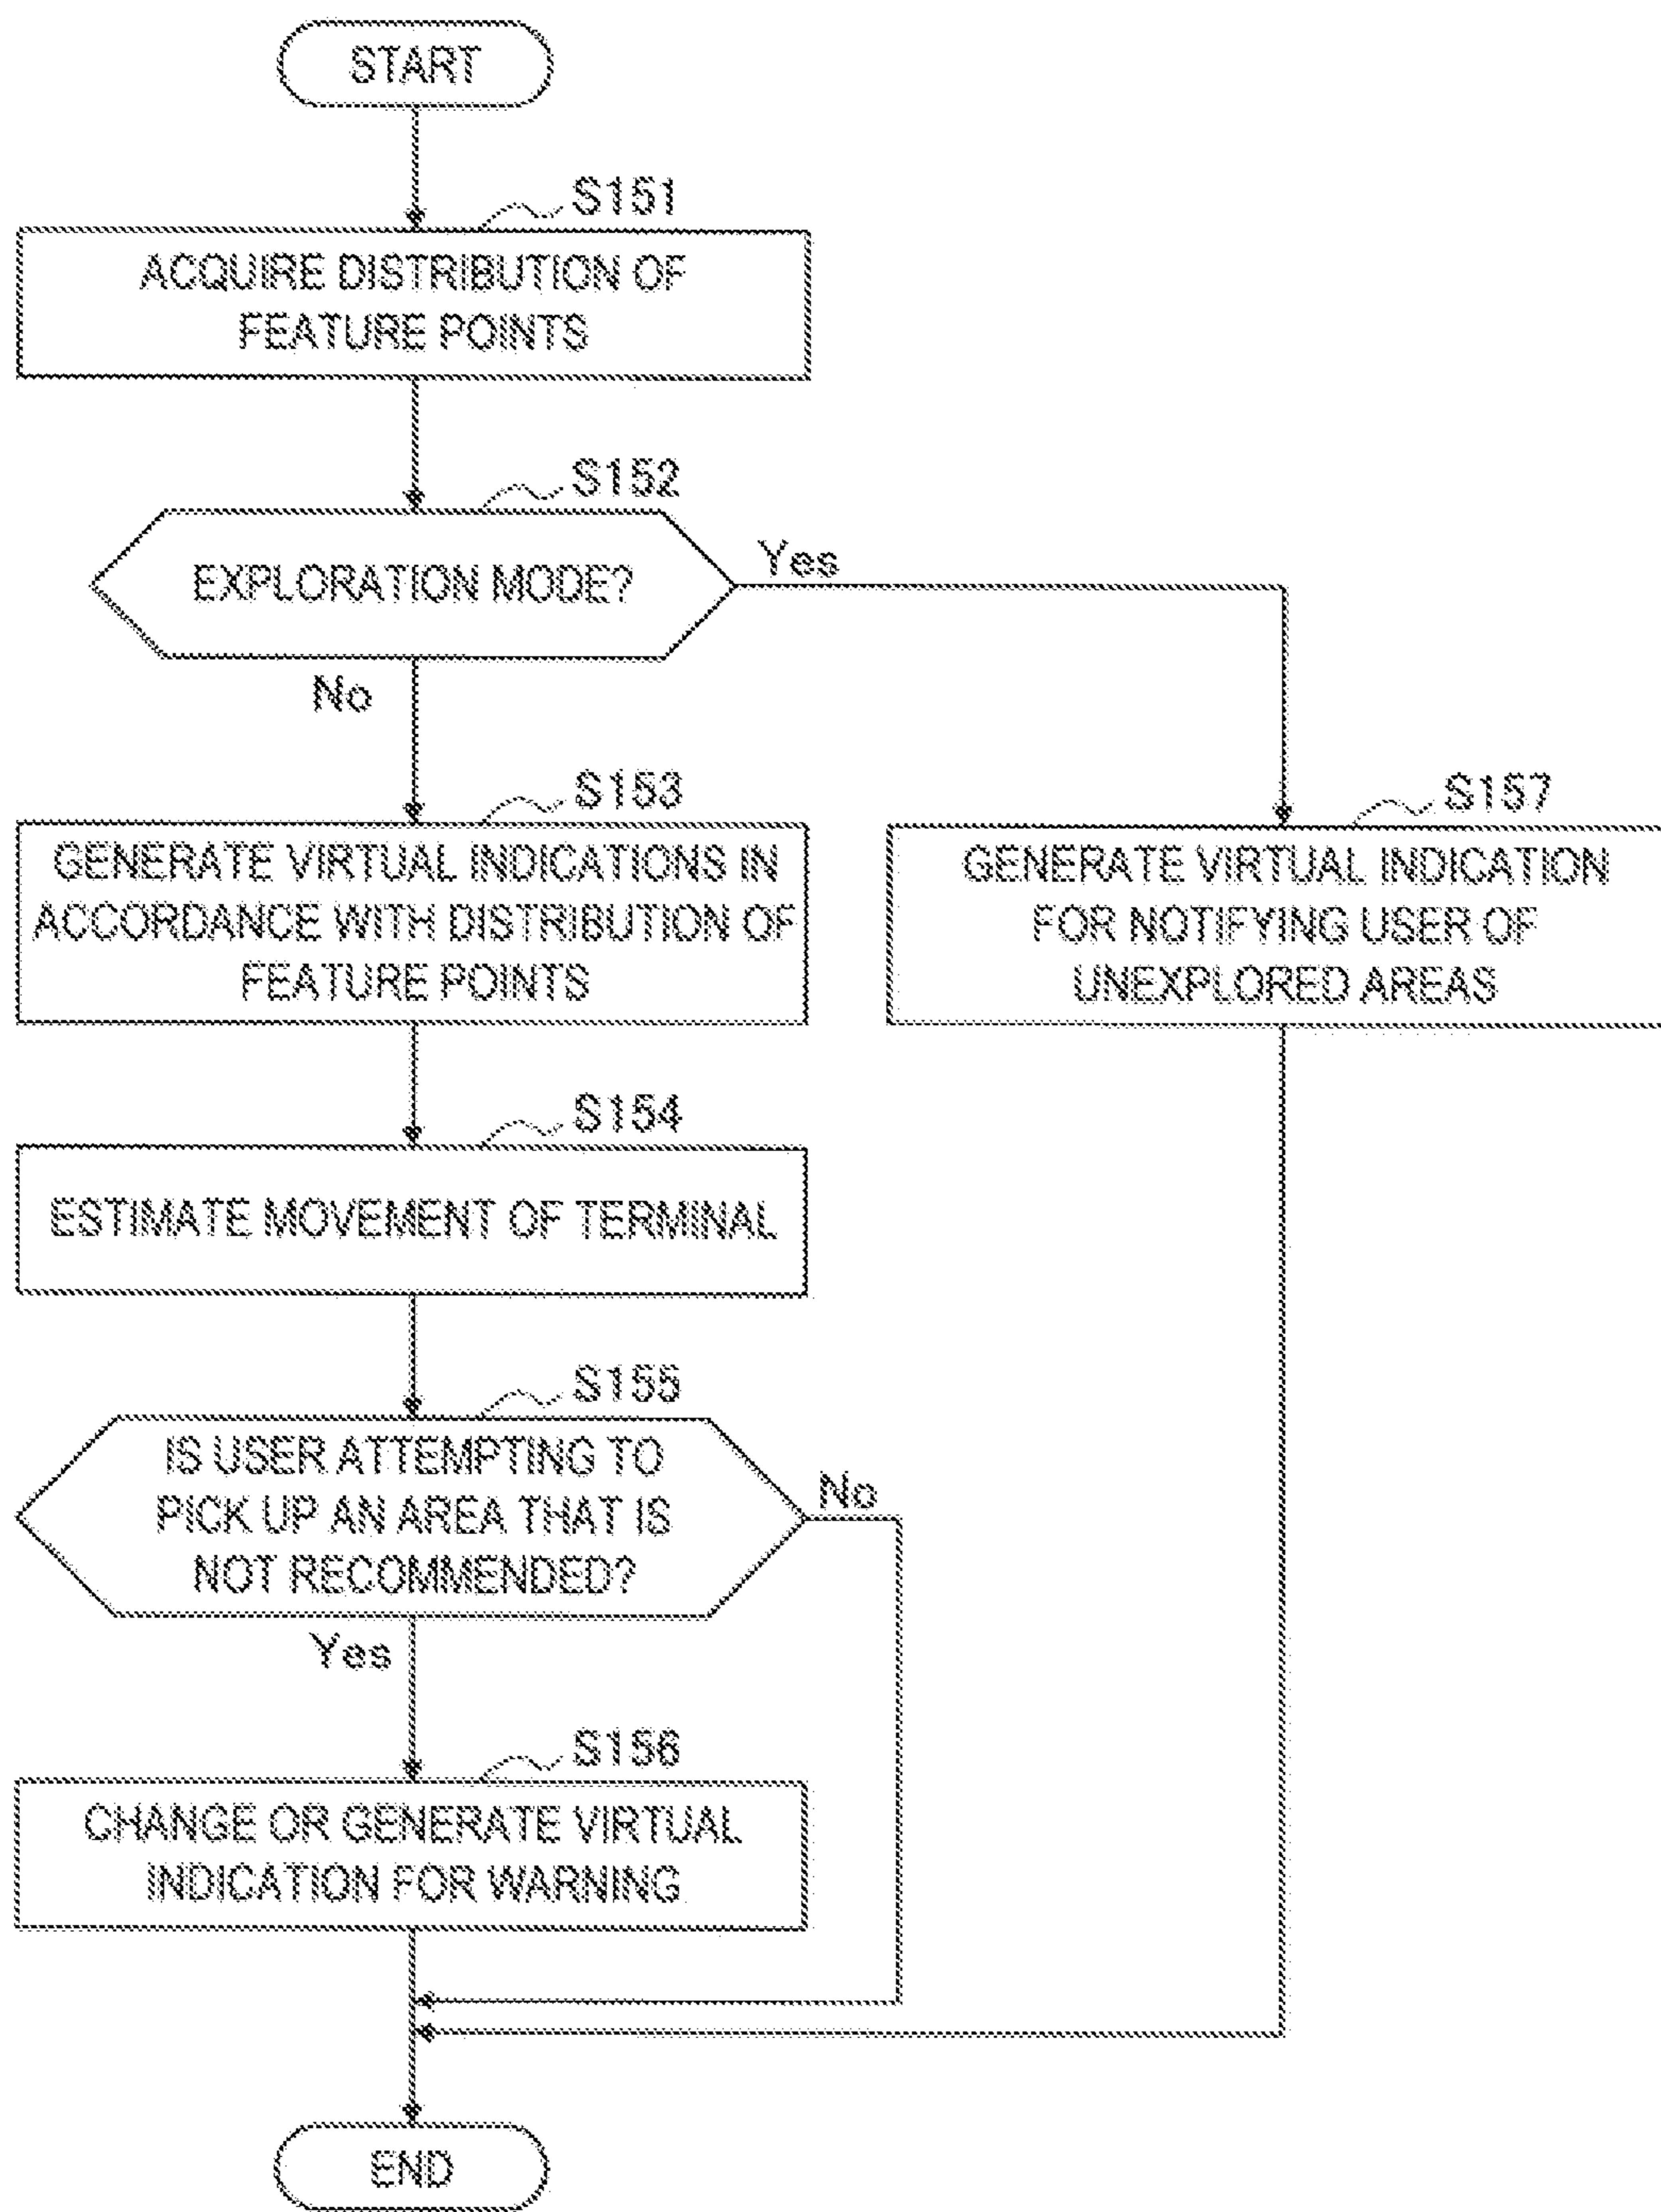 START
S151
ACQUIRE DISTRIBUTION OF
FEATURE POINTS
S152
EXPLORATION MODE?
Yes
No
S153
GENERATE VIRTUAL INDICATIONS IN
ACCORDANCE WITH DISTRIBUTION OF
FEATURE POINTS
S157
GENERATE VIRTUAL INDICATION
FOR NOTIFYING USER OF
UNEXPLORED AREAS
S154
ESTIMATE MOVEMENT OF TERMINAL
S155
IS USER ATTEMPTING TO
PICK UP AN AREA THAT IS
NOT RECOMMENDED?
No
Yes
S156
CHANGE OR GENERATE VIRTUAL
INDICATION FOR WARNING
END